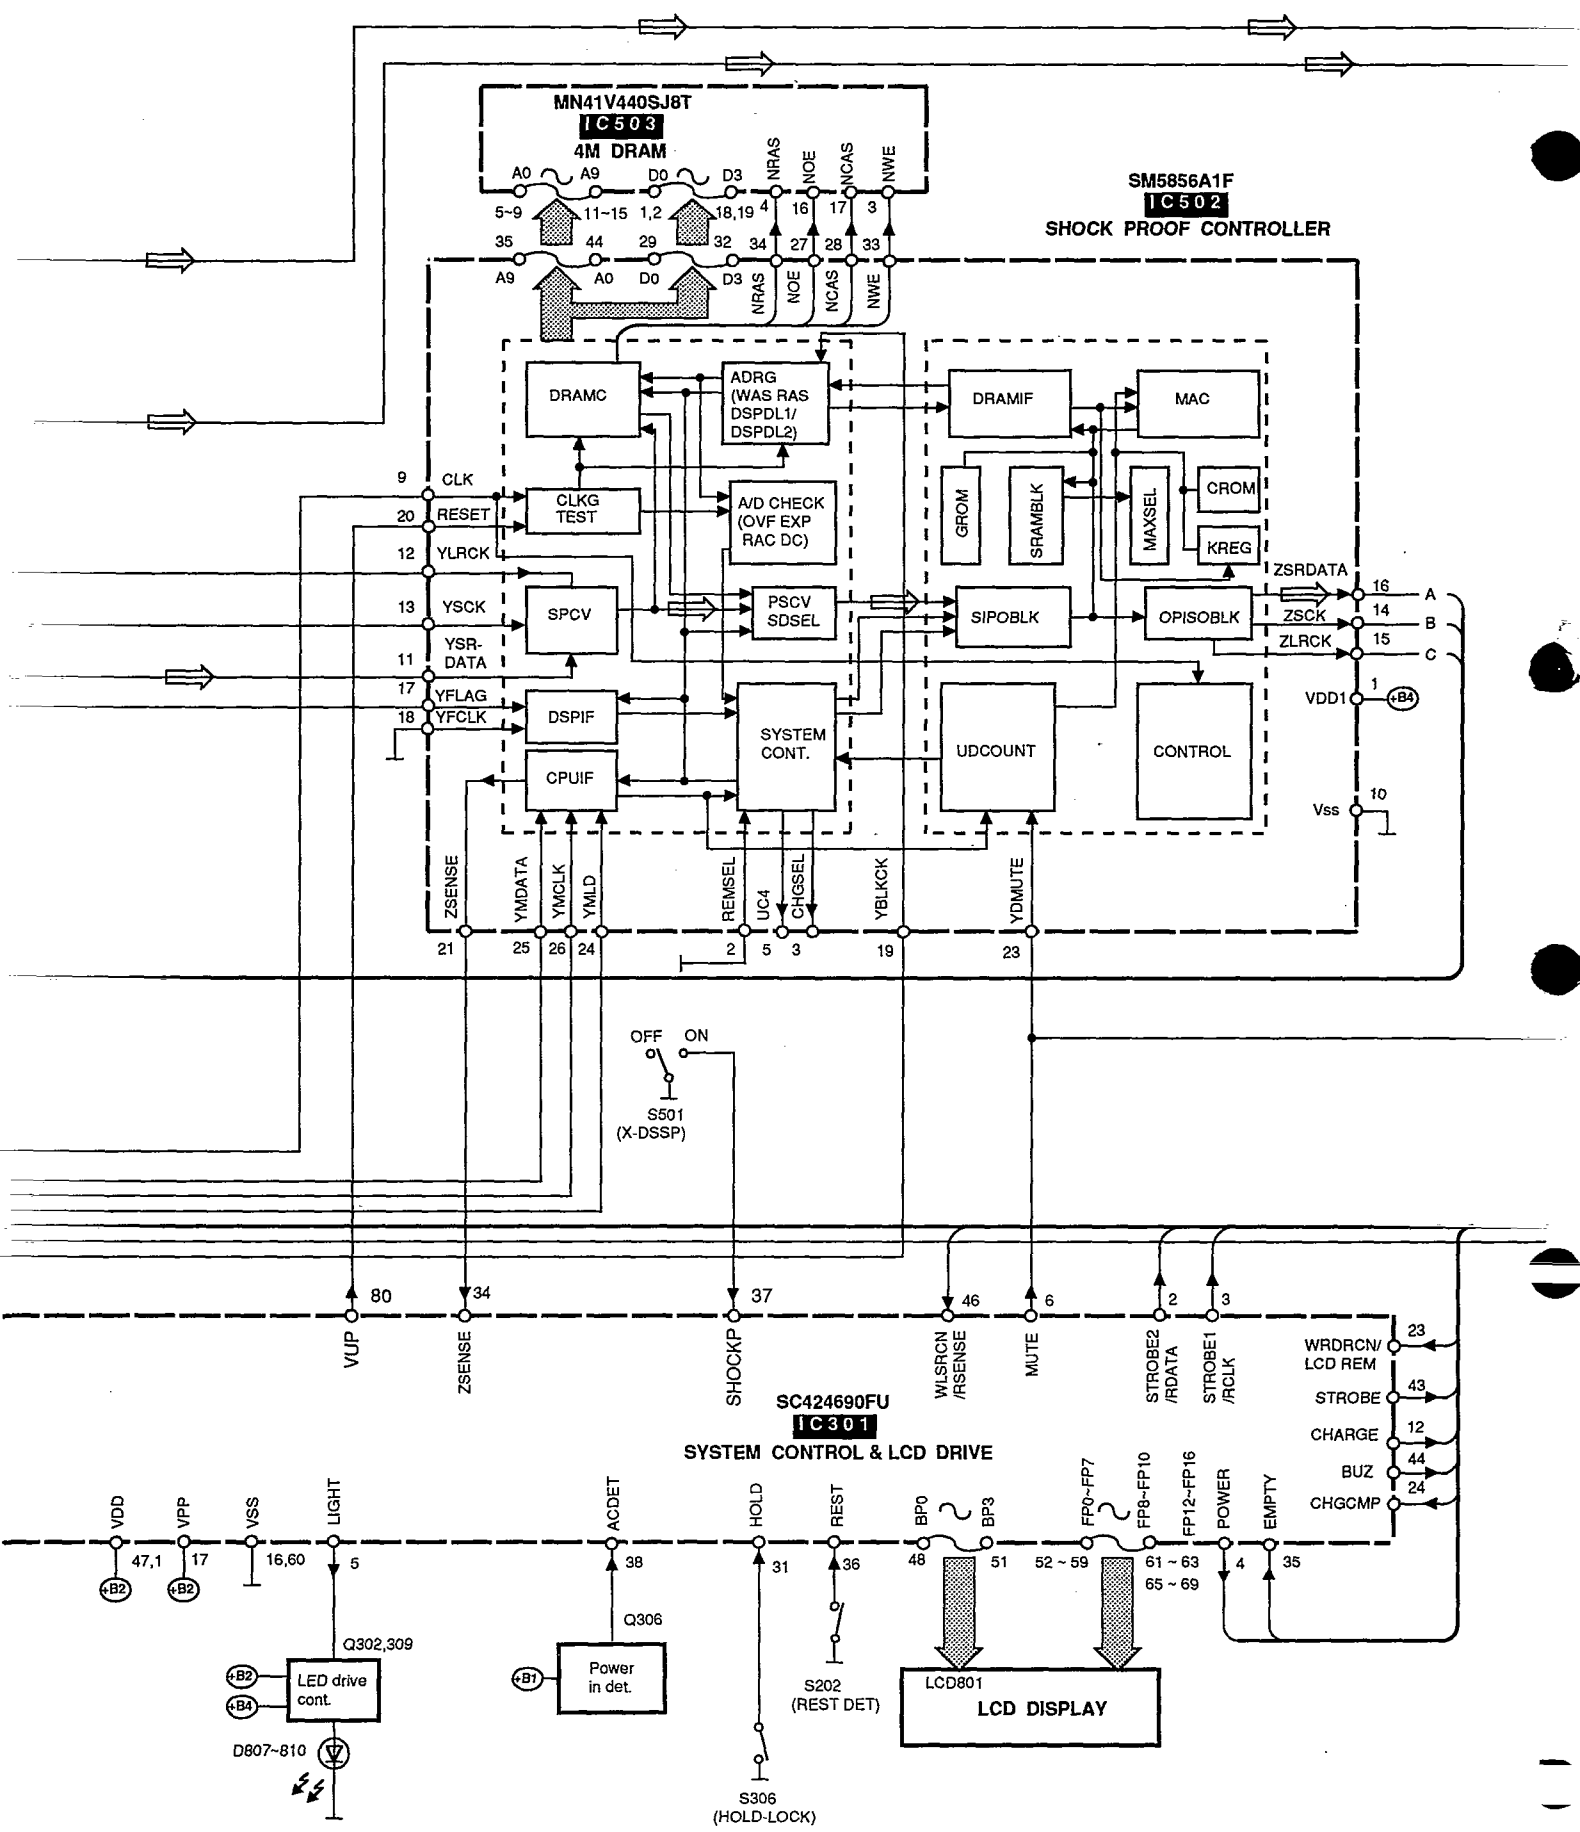 MN41V440SJ8T
IC503
4M DRAM
A0 A9 D0 D3 NRAS NOE NCAS NWE
5~9 11~15 1,2 18,19 4 16 17 3
35 44 29 32 34 27 28 33
A9 A0 D0 D3 NRAS NOE NCAS NWE
SM5856A1F
IC502
SHOCK PROOF CONTROLLER
DRAMC
ADRG
(WAS RAS
DSPDL1/
DSPDL2)
DRAMIF
MAC
9 CLK
20 RESET
12 YLRCK
13 YSCK
YSR-
11 DATA
17 YFLAG
18 YFCLK
CLKG
TEST
A/D CHECK
(OVF EXP
RAC DC)
GROM
SRAMBLK
MAXSEL
CROM
KREG
SPCV
PSCV
SDSEL
SIPOBLK
OPISOBLK
ZSRDATA 16 A
ZSCK 14 B
ZLRCK 15 C
VDD1 1 +B4
Vss 10
DSPIF
CPUIF
SYSTEM
CONT.
UDCOUNT
CONTROL
ZSENSE YMDATA YMCLK YMLD REMSEL UC4 CHGSEL YBLKCK YDMUTE
21 25 26 24 2 5 3 19 23
OFF ON
S501
(X-DSSP)
80 34 37 46 6 2 3
VUP
ZSENSE
SHOCKP
WLSRCN
/RSENSE
MUTE
STROBE2
/RDATA
STROBE1
/RCLK
WRDRCN/
LCD REM
23
STROBE 43
CHARGE 12
BUZ 44
CHGCMP 24
SC424690FU
IC301
SYSTEM CONTROL & LCD DRIVE
VDD VPP VSS LIGHT ACDET HOLD REST BP0 BP3 FP0~FP7 FP8~FP10 FP12~FP16 POWER EMPTY
47,1 17 16,60 5 38 31 36 48 51 52 ~ 59 61 ~ 63 4 35
65 ~ 69
+B2 +B2
Q302,309
+B2
+B4
LED drive
cont.
D807~810
Q306
+B1
Power
in det.
S306
(HOLD-LOCK)
S202
(REST DET)
LCD801
LCD DISPLAY